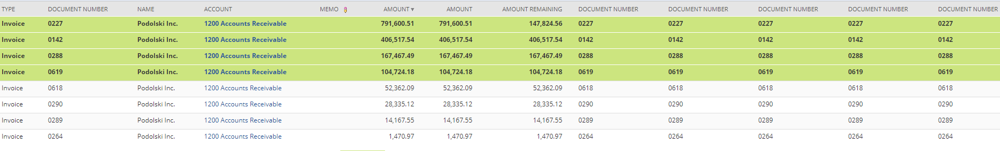 TYPE DOCUMENT NUMBER NAME ACCOUNT MEMO AMOUNT▼ AMOUNT AMOUNT REMAINING DOCUMENT NUMBER DOCUMENT NUMBER DOCUMENT NUMBER DOCUMENT NUMBER DOCUMENT NUMBER
Invoice 0227 Podolski Inc. 1200 Accounts Receivable 791,600.51 791,600.51 147,824.56 0227 0227 0227 0227 0227
Invoice 0142 Podolski Inc. 1200 Accounts Receivable 406,517.54 406,517.54 406,517.54 0142 0142 0142 0142 0142
Invoice 0288 Podolski Inc. 1200 Accounts Receivable 167,467.49 167,467.49 167,467.49 0288 0288 0288 0288 0288
Invoice 0619 Podolski Inc. 1200 Accounts Receivable 104,724.18 104,724.18 104,724.18 0619 0619 0619 0619 0619
Invoice 0618 Podolski Inc. 1200 Accounts Receivable 52,362.09 52,362.09 52,362.09 0618 0618 0618 0618 0618
Invoice 0290 Podolski Inc. 1200 Accounts Receivable 28,335.12 28,335.12 28,335.12 0290 0290 0290 0290 0290
Invoice 0289 Podolski Inc. 1200 Accounts Receivable 14,167.55 14,167.55 14,167.55 0289 0289 0289 0289 0289
Invoice 0264 Podolski Inc. 1200 Accounts Receivable 1,470.97 1,470.97 1,470.97 0264 0264 0264 0264 0264